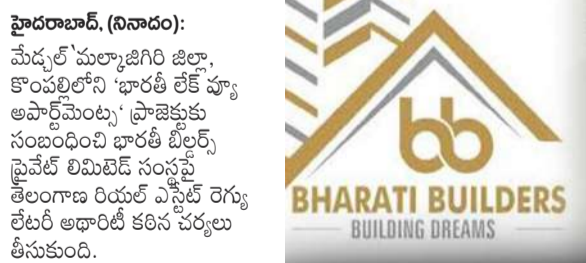 హైదరాబాద్, (నినాదం):
మేడ్చల్ `మల్కాజిగిరి జిల్లా,
కొంపల్లిలోని ‘భారతీ లేక్ వ్యూ
అపార్ట్‌మెంట్స్‘ ప్రాజెక్టుకు
సంబంధించి భారతీ బిల్డర్స్
ప్రైవేట్ లిమిటెడ్ సంస్థపై
తెలంగాణ రియల్ ఎస్టేట్ రెగ్యు
లేటరీ అథారిటీ కఠిన చర్యలు
తీసుకుంది.
bb
BHARATI BUILDERS
BUILDING DREAMS